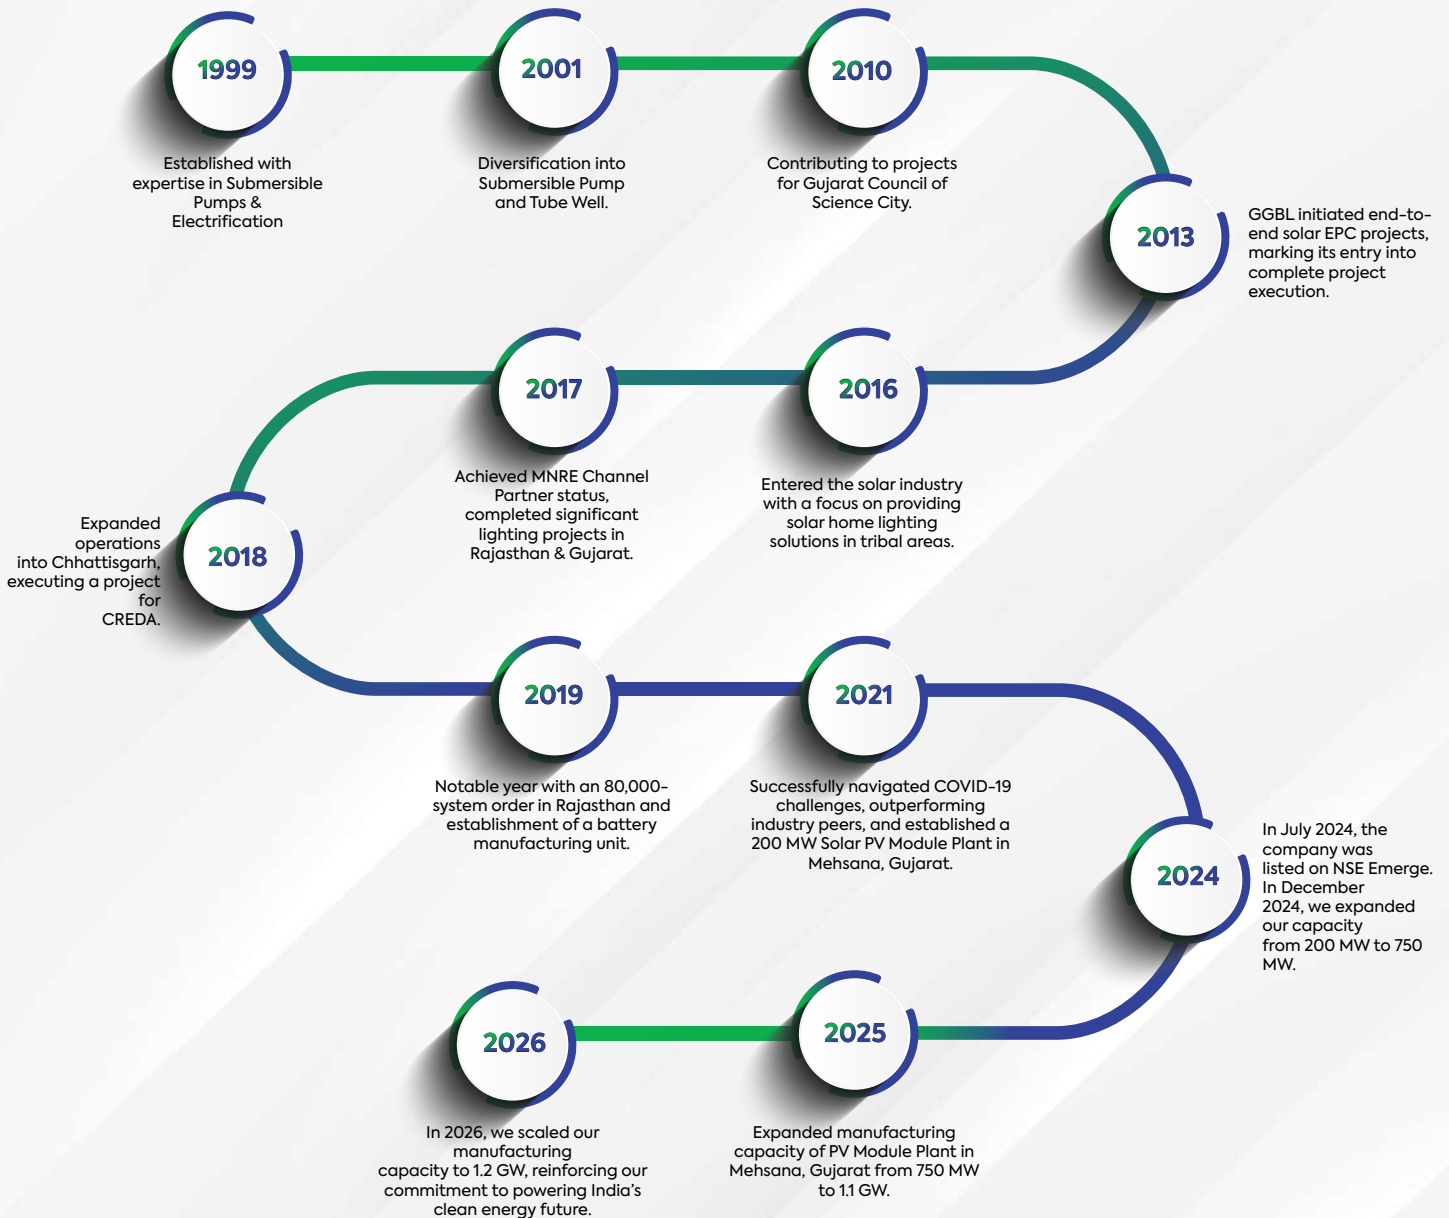 1999
Established with
expertise in Submersible
Pumps &
Electrification
2001
Diversification into
Submersible Pump
and Tube Well.
2010
Contributing to projects
for Gujarat Council of
Science City.
2013
GGBL initiated end-to-
end solar EPC projects,
marking its entry into
complete project
execution.
2016
Entered the solar industry
with a focus on providing
solar home lighting
solutions in tribal areas.
2017
Achieved MNRE Channel
Partner status,
completed significant
lighting projects in
Rajasthan & Gujarat.
2018
Expanded
operations
into Chhattisgarh,
executing a project
for
CREDA.
2019
Notable year with an 80,000-
system order in Rajasthan and
establishment of a battery
manufacturing unit.
2021
Successfully navigated COVID-19
challenges, outperforming
industry peers, and established a
200 MW Solar PV Module Plant in
Mehsana, Gujarat.
2024
In July 2024, the
company was
listed on NSE Emerge.
In December
2024, we expanded
our capacity
from 200 MW to 750
MW.
2025
Expanded manufacturing
capacity of PV Module Plant in
Mehsana, Gujarat from 750 MW
to 1.1 GW.
2026
In 2026, we scaled our
manufacturing
capacity to 1.2 GW, reinforcing our
commitment to powering India’s
clean energy future.